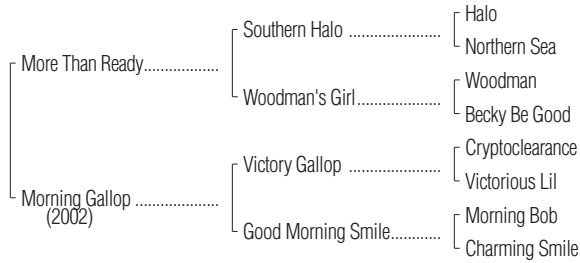 Halo
Southern Halo ....................
Northern Sea
More Than Ready..................
Woodman
Woodman's Girl.....................
Becky Be Good
Cryptoclearance
Victory Gallop ....................
Victorious Lil
Morning Gallop ..................
(2002)
Morning Bob
Good Morning Smile............
Charming Smile